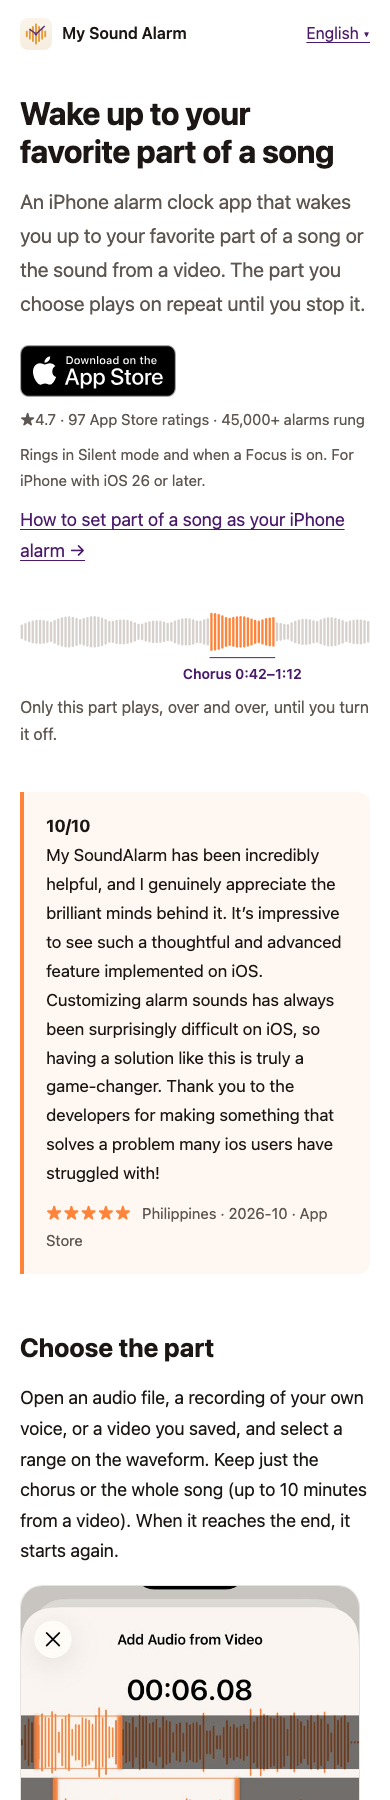 My Sound Alarm
English ▾
Wake up to your
favorite part of a song
An iPhone alarm clock app that wakes
you up to your favorite part of a song or
the sound from a video. The part you
choose plays on repeat until you stop it.
Download on the
App Store
★4.7 · 97 App Store ratings · 45,000+ alarms rung
Rings in Silent mode and when a Focus is on. For
iPhone with iOS 26 or later.
How to set part of a song as your iPhone
alarm →
Chorus 0:42–1:12
Only this part plays, over and over, until you turn
it off.
10/10
My SoundAlarm has been incredibly
helpful, and I genuinely appreciate the
brilliant minds behind it. It’s impressive
to see such a thoughtful and advanced
feature implemented on iOS.
Customizing alarm sounds has always
been surprisingly difficult on iOS, so
having a solution like this is truly a
game-changer. Thank you to the
developers for making something that
solves a problem many ios users have
struggled with!
★★★★★ Philippines · 2026-10 · App
Store
Choose the part
Open an audio file, a recording of your own
voice, or a video you saved, and select a
range on the waveform. Keep just the
chorus or the whole song (up to 10 minutes
from a video). When it reaches the end, it
starts again.
Add Audio from Video
00:06.08